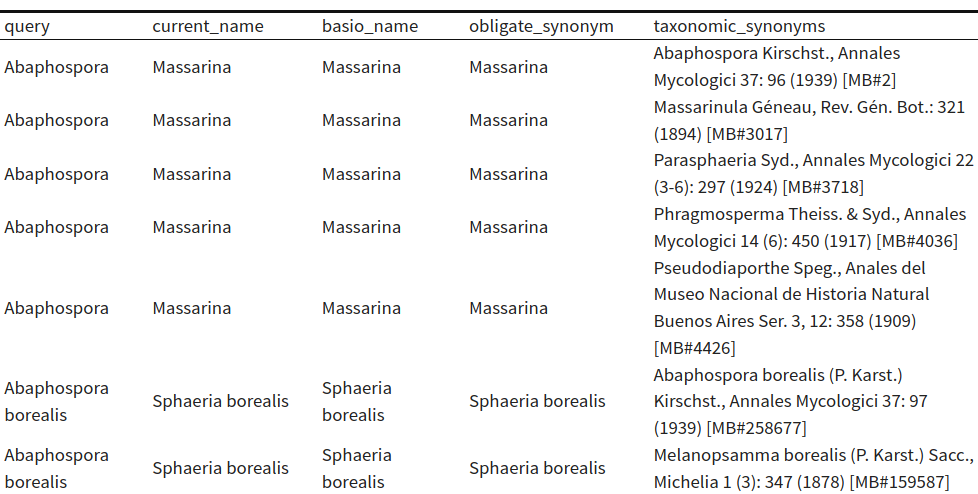 query current_name basio_name obligate_synonym taxonomic_synonyms
Abaphospora Massarina Massarina Massarina Abaphospora Kirschst., Annales
Mycologici 37: 96 (1939) [MB#2]
Abaphospora Massarina Massarina Massarina Massarinula Géneau, Rev. Gén. Bot.: 321
(1894) [MB#3017]
Abaphospora Massarina Massarina Massarina Parasphaeria Syd., Annales Mycologici 22
(3-6): 297 (1924) [MB#3718]
Abaphospora Massarina Massarina Massarina Phragmosperma Theiss. & Syd., Annales
Mycologici 14 (6): 450 (1917) [MB#4036]
Abaphospora Massarina Massarina Massarina Pseudodiaporthe Speg., Anales del
Museo Nacional de Historia Natural
Buenos Aires Ser. 3, 12: 358 (1909)
[MB#4426]
Abaphospora
borealis
Sphaeria borealis
Sphaeria
borealis
Sphaeria borealis
Abaphospora borealis (P. Karst.)
Kirschst., Annales Mycologici 37: 97
(1939) [MB#258677]
Abaphospora
borealis
Sphaeria borealis
Sphaeria
borealis
Sphaeria borealis
Melanopsamma borealis (P. Karst.) Sacc.,
Michelia 1 (3): 347 (1878) [MB#159587]